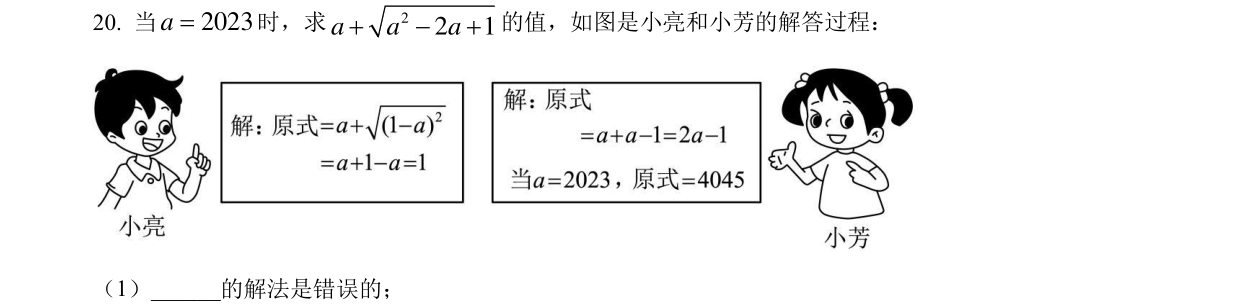 20. 当a = 2023时，求a+√(a²−2a+1)的值，如图是小亮和小芳的解答过程：
解：原式=a+√(1−a)²
=a+1−a=1
小亮
解：原式
=a+a−1=2a−1
当a=2023，原式=4045
小芳
（1）______的解法是错误的；